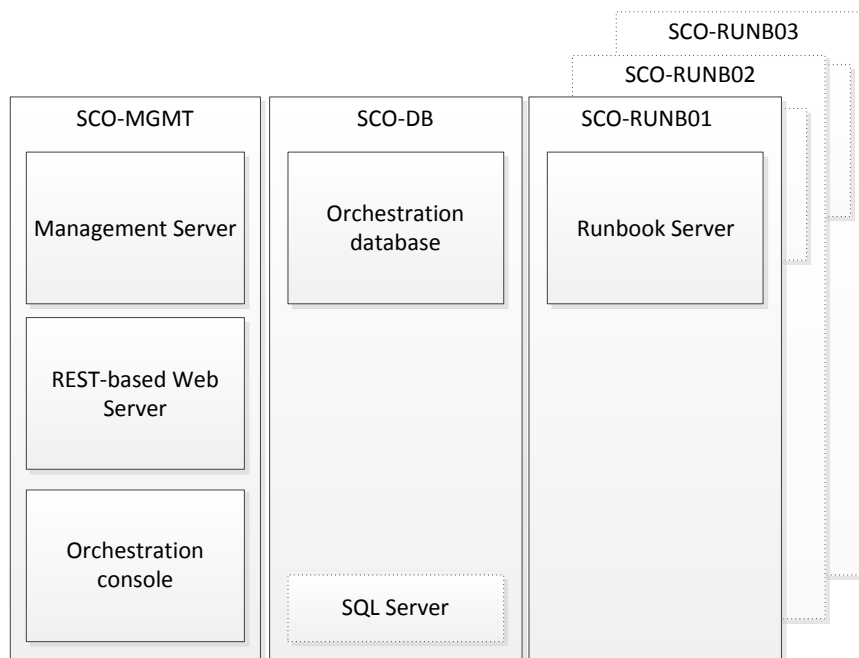 SCO-RUNB03
SCO-RUNB02
SCO-MGMT
SCO-DB
SCO-RUNB01
Management Server
Orchestration
database
Runbook Server
REST-based Web
Server
Orchestration
console
SQL Server